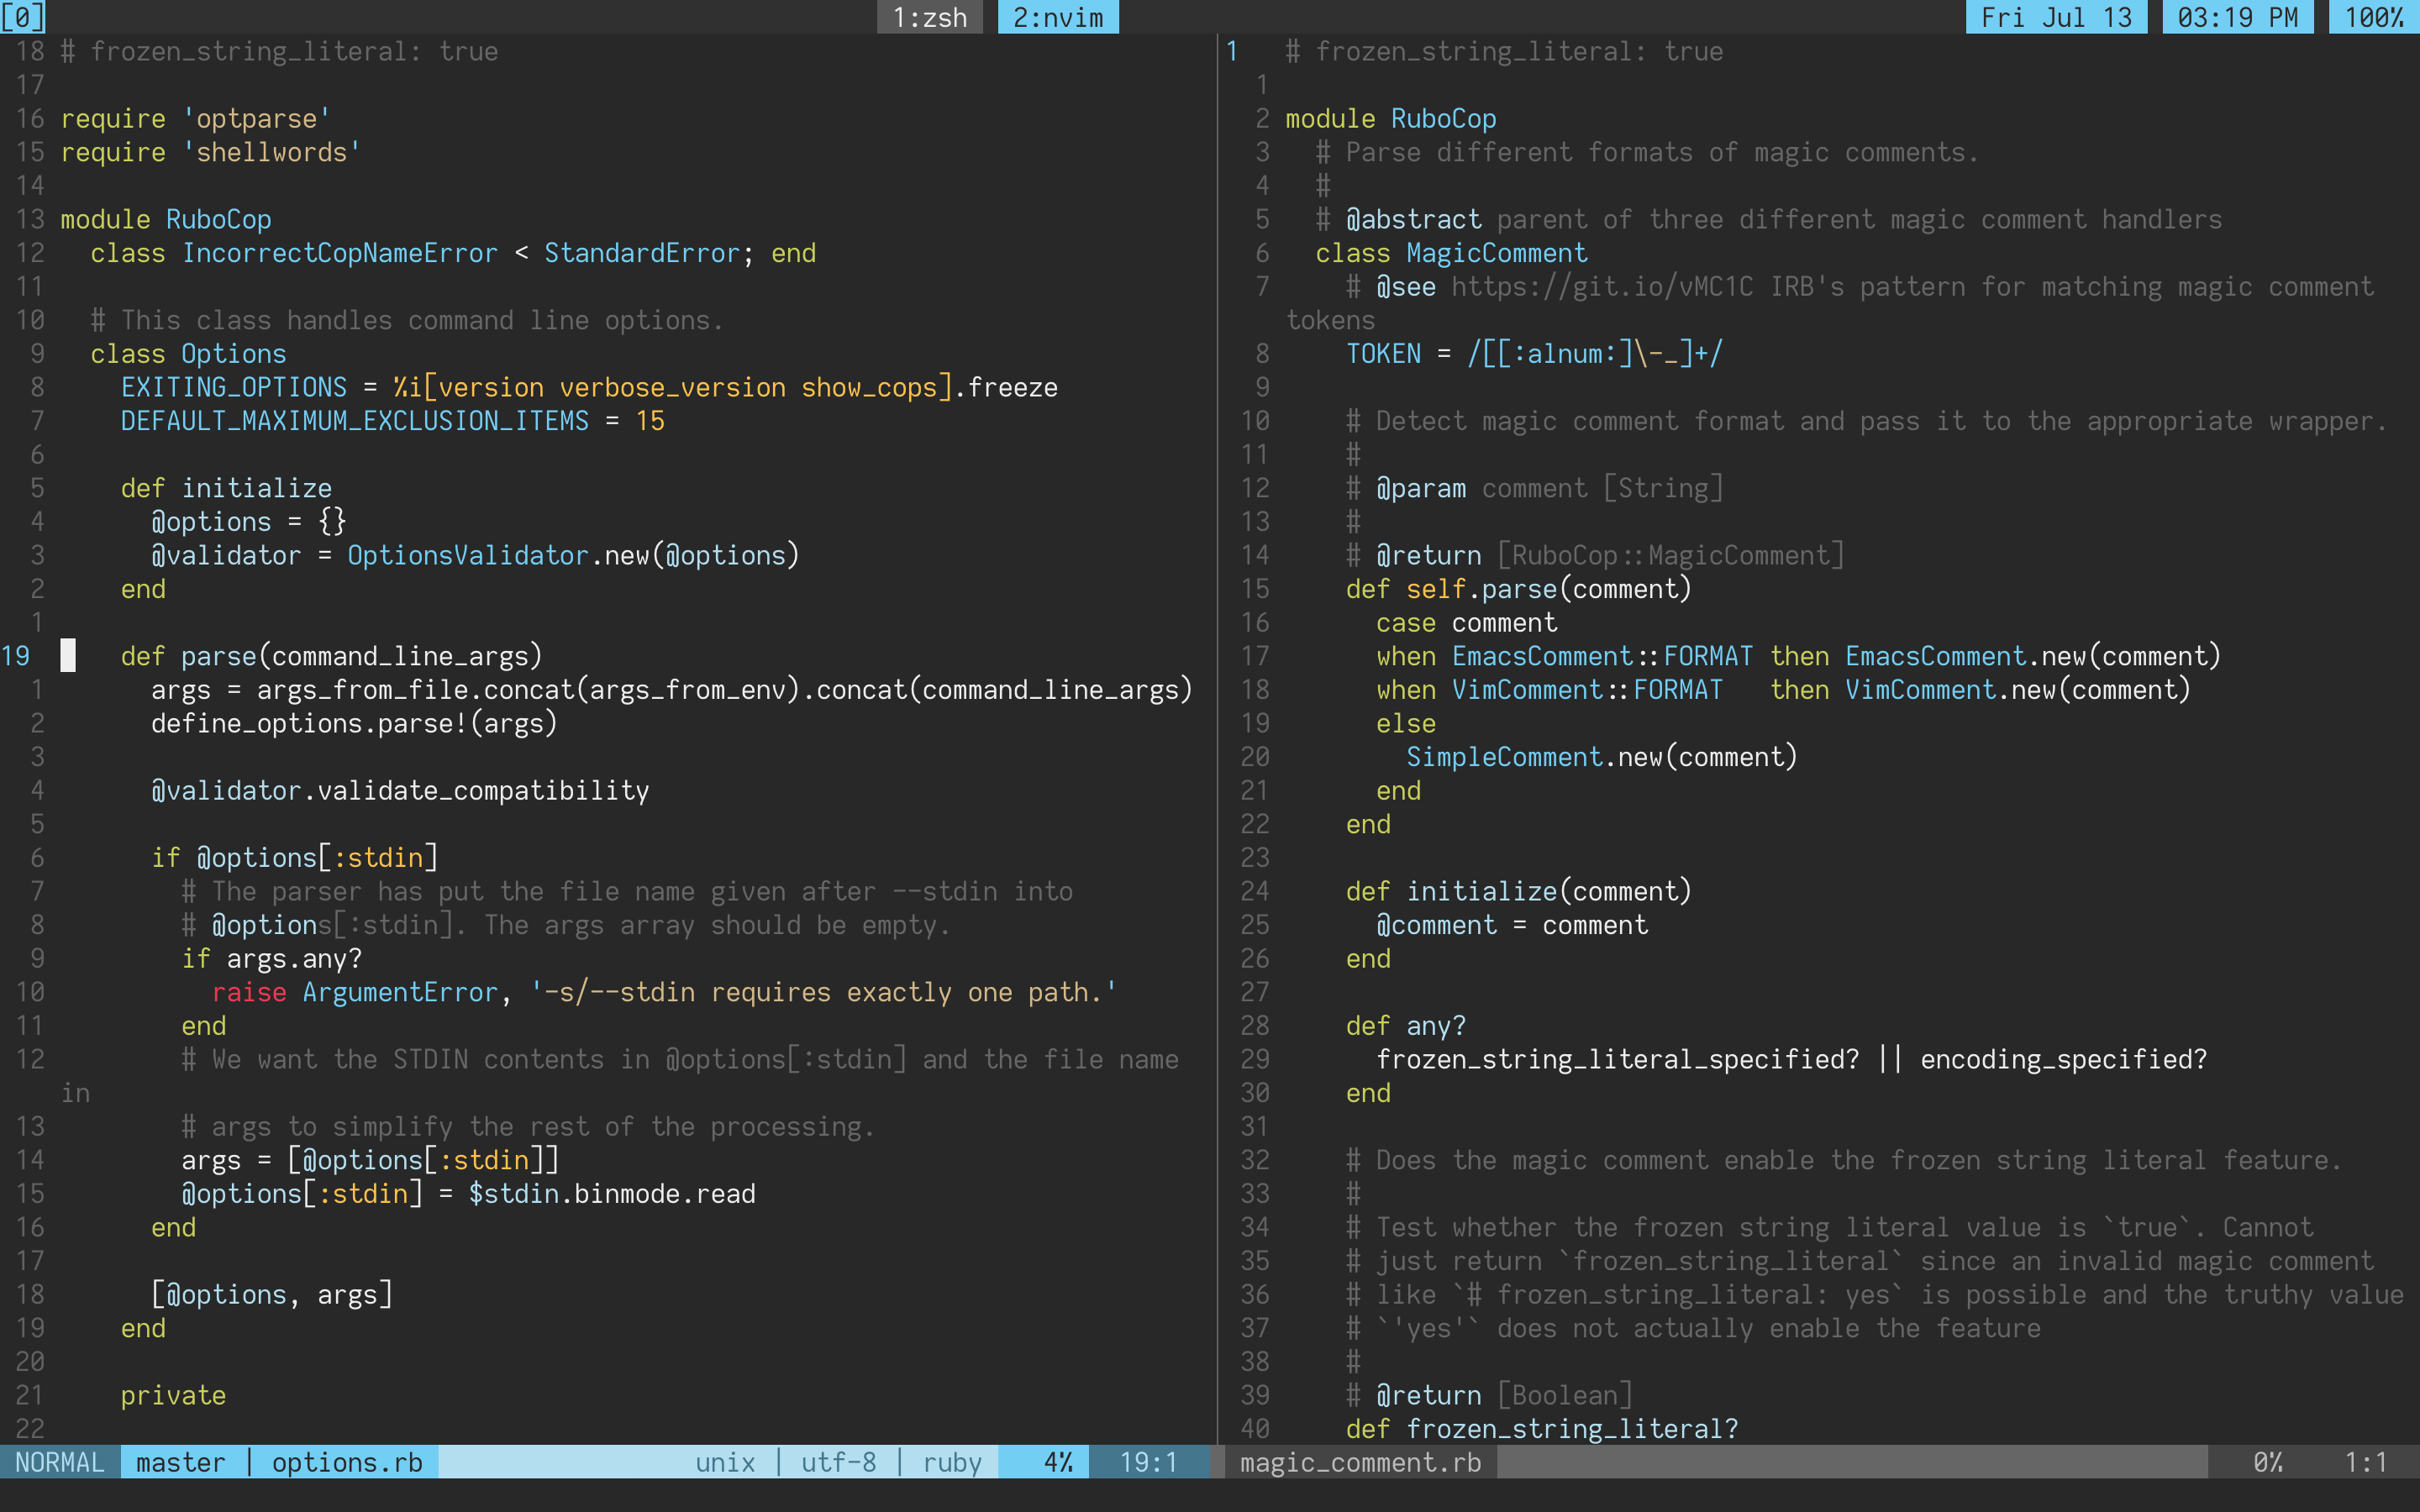 [0] 1:zsh 2:nvim Fri Jul 13 03:19 PM 100%
18 # frozen_string_literal: true
17
16 require 'optparse'
15 require 'shellwords'
14
13 module RuboCop
12   class IncorrectCopNameError < StandardError; end
11
10   # This class handles command line options.
9   class Options
8     EXITING_OPTIONS = %i[version verbose_version show_cops].freeze
7     DEFAULT_MAXIMUM_EXCLUSION_ITEMS = 15
6
5     def initialize
4       @options = {}
3       @validator = OptionsValidator.new(@options)
2     end
1
19     def parse(command_line_args)
1       args = args_from_file.concat(args_from_env).concat(command_line_args)
2       define_options.parse!(args)
3
4       @validator.validate_compatibility
5
6       if @options[:stdin]
7         # The parser has put the file name given after --stdin into
8         # @options[:stdin]. The args array should be empty.
9         if args.any?
10           raise ArgumentError, '-s/--stdin requires exactly one path.'
11         end
12         # We want the STDIN contents in @options[:stdin] and the file name
in
13         # args to simplify the rest of the processing.
14         args = [@options[:stdin]]
15         @options[:stdin] = $stdin.binmode.read
16       end
17
18       [@options, args]
19     end
20
21     private
22
NORMAL master | options.rb unix | utf-8 | ruby 4% 19:1
1 # frozen_string_literal: true
1
2 module RuboCop
3   # Parse different formats of magic comments.
4   #
5   # @abstract parent of three different magic comment handlers
6   class MagicComment
7     # @see https://git.io/vMC1C IRB's pattern for matching magic comment
tokens
8     TOKEN = /[[:alnum:]\-_]+/
9
10     # Detect magic comment format and pass it to the appropriate wrapper.
11     #
12     # @param comment [String]
13     #
14     # @return [RuboCop::MagicComment]
15     def self.parse(comment)
16       case comment
17       when EmacsComment::FORMAT then EmacsComment.new(comment)
18       when VimComment::FORMAT   then VimComment.new(comment)
19       else
20         SimpleComment.new(comment)
21       end
22     end
23
24     def initialize(comment)
25       @comment = comment
26     end
27
28     def any?
29       frozen_string_literal_specified? || encoding_specified?
30     end
31
32     # Does the magic comment enable the frozen string literal feature.
33     #
34     # Test whether the frozen string literal value is `true`. Cannot
35     # just return `frozen_string_literal` since an invalid magic comment
36     # like `# frozen_string_literal: yes` is possible and the truthy value
37     # `'yes'` does not actually enable the feature
38     #
39     # @return [Boolean]
40     def frozen_string_literal?
magic_comment.rb 0% 1:1